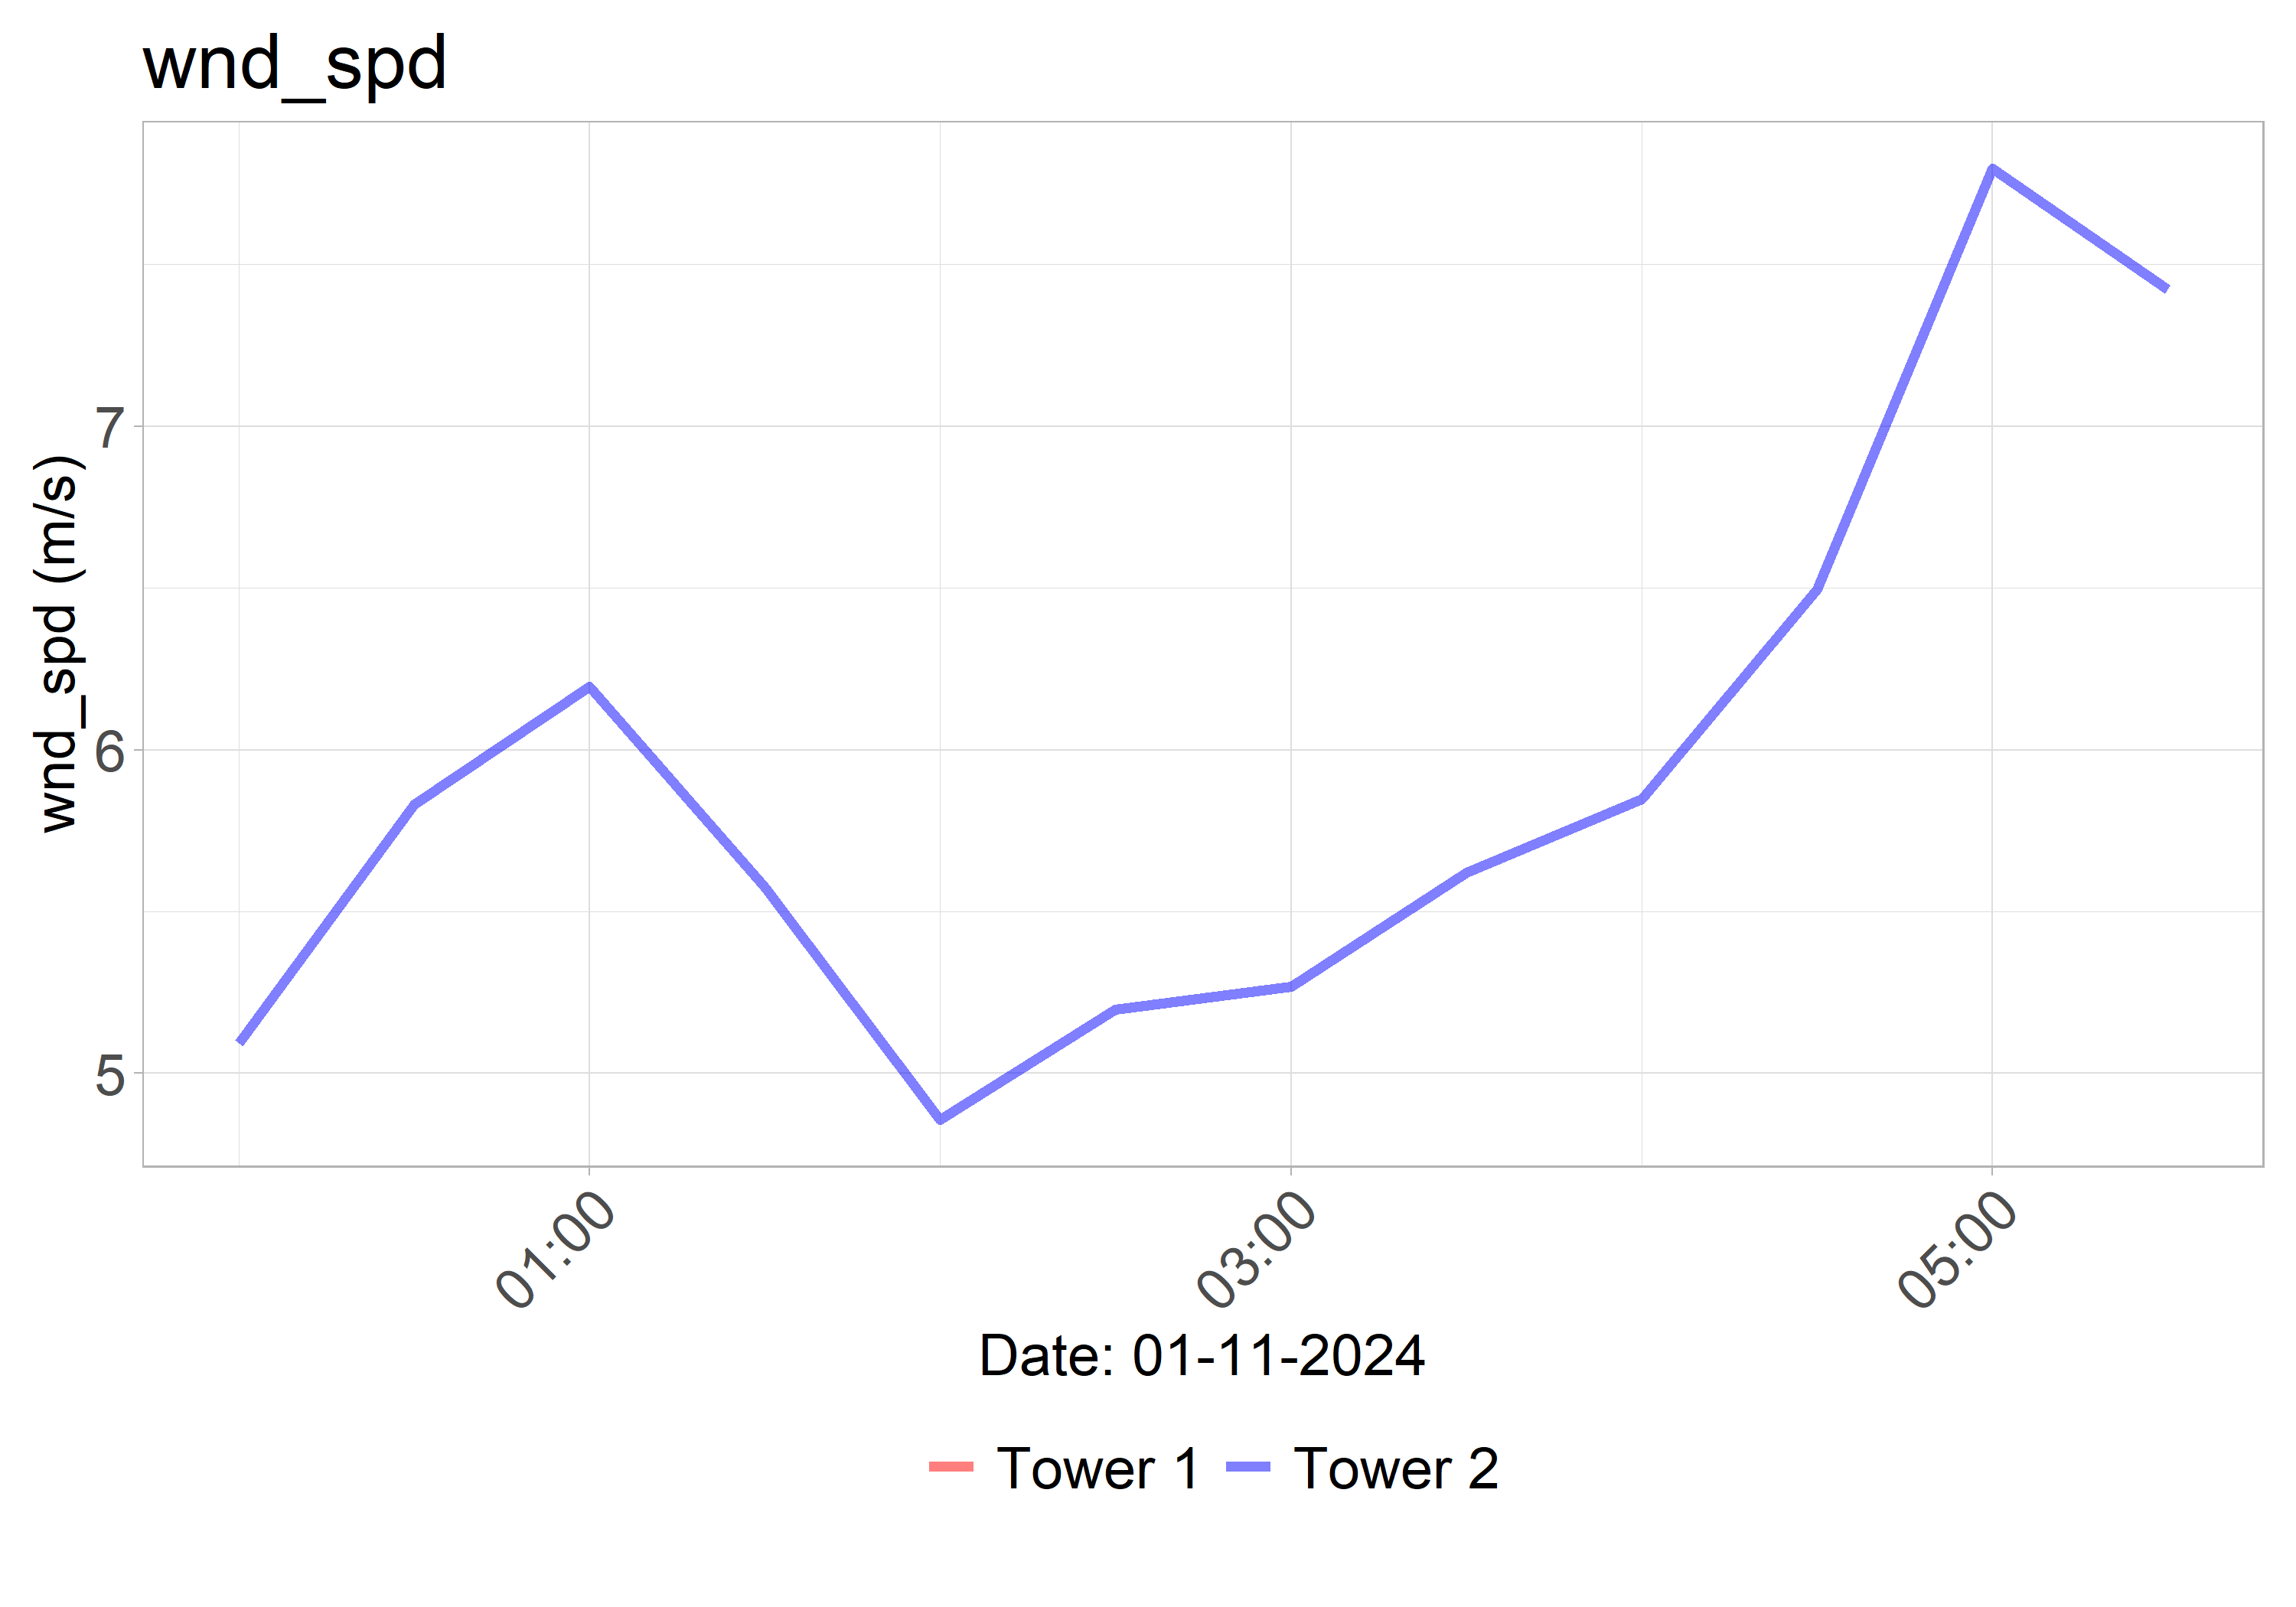 wnd_spd
wnd_spd (m/s)
7
6
5
01:00 03:00 05:00
Date: 01-11-2024
Tower 1 Tower 2